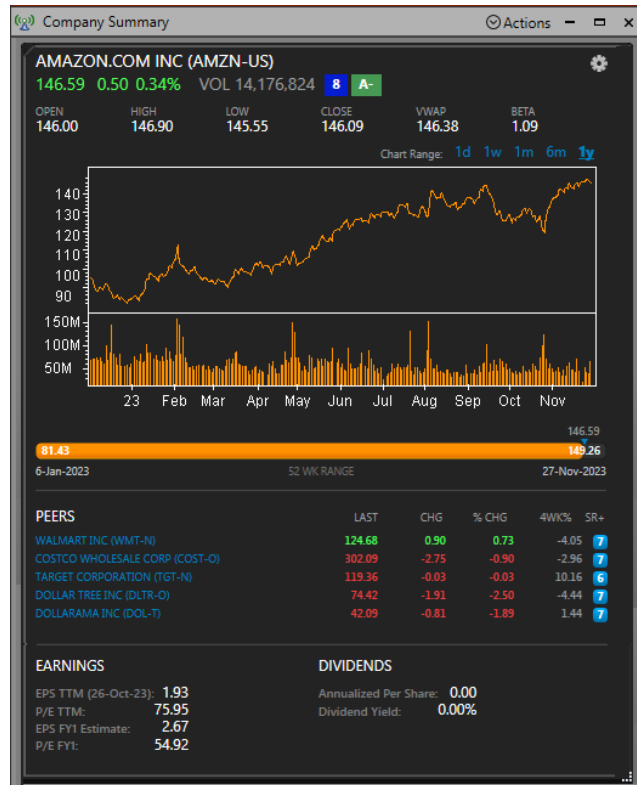 Company Summary Actions
AMAZON.COM INC (AMZN-US)
146.59 0.50 0.34% VOL 14,176,824 8 A-
OPEN HIGH LOW CLOSE VWAP BETA
146.00 146.90 145.55 146.09 146.38 1.09
Chart Range: 1d 1w 1m 6m 1y
140
130
120
110
100
90
150M
100M
50M
23 Feb Mar Apr May Jun Jul Aug Sep Oct Nov
146.59
81.43 149.26
6-Jan-2023 52 WK RANGE 27-Nov-2023
PEERS LAST CHG % CHG 4WK% SR+
WALMART INC (WMT-N) 124.68 0.90 0.73 -4.05 7
COSTCO WHOLESALE CORP (COST-O) 302.09 -2.75 -0.90 -2.96 7
TARGET CORPORATION (TGT-N) 119.36 -0.03 -0.03 10.16 6
DOLLAR TREE INC (DLTR-O) 74.42 -1.91 -2.50 -4.44 7
DOLLARAMA INC (DOL-T) 42.09 -0.81 -1.89 1.44 7
EARNINGS DIVIDENDS
EPS TTM (26-Oct-23): 1.93 Annualized Per Share: 0.00
P/E TTM: 75.95 Dividend Yield: 0.00%
EPS FY1 Estimate: 2.67
P/E FY1: 54.92